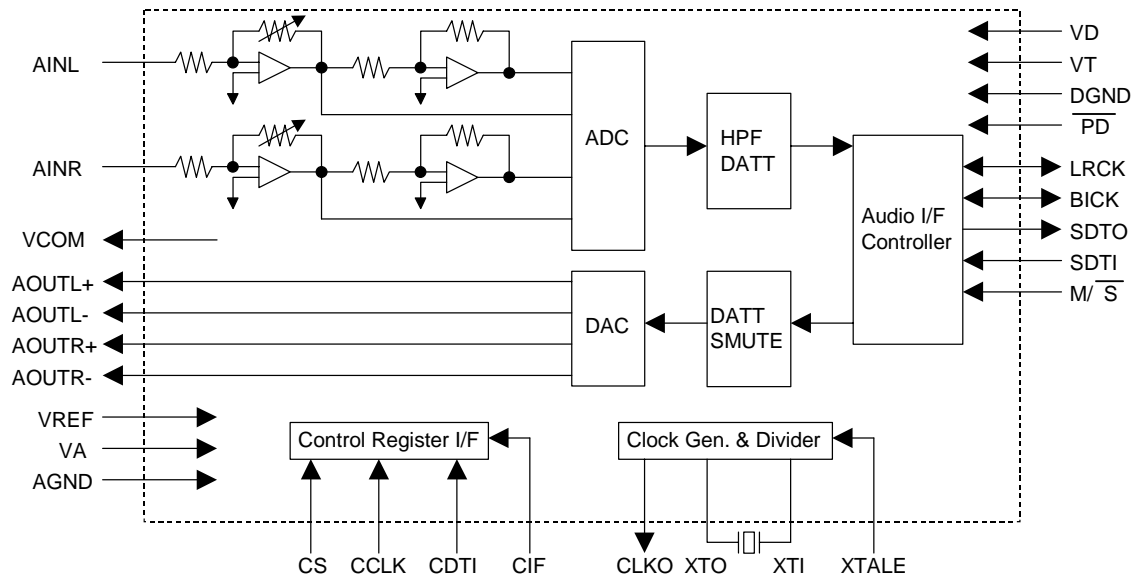 AINL
AINR
VCOM
AOUTL+
AOUTL-
AOUTR+
AOUTR-
VREF
VA
AGND
ADC
HPF
DATT
Audio I/F
Controller
DAC
DATT
SMUTE
VD
VT
DGND
PD
LRCK
BICK
SDTO
SDTI
M/ S
Control Register I/F
Clock Gen. & Divider
CS
CCLK
CDTI
CIF
CLKO
XTO
XTI
XTALE